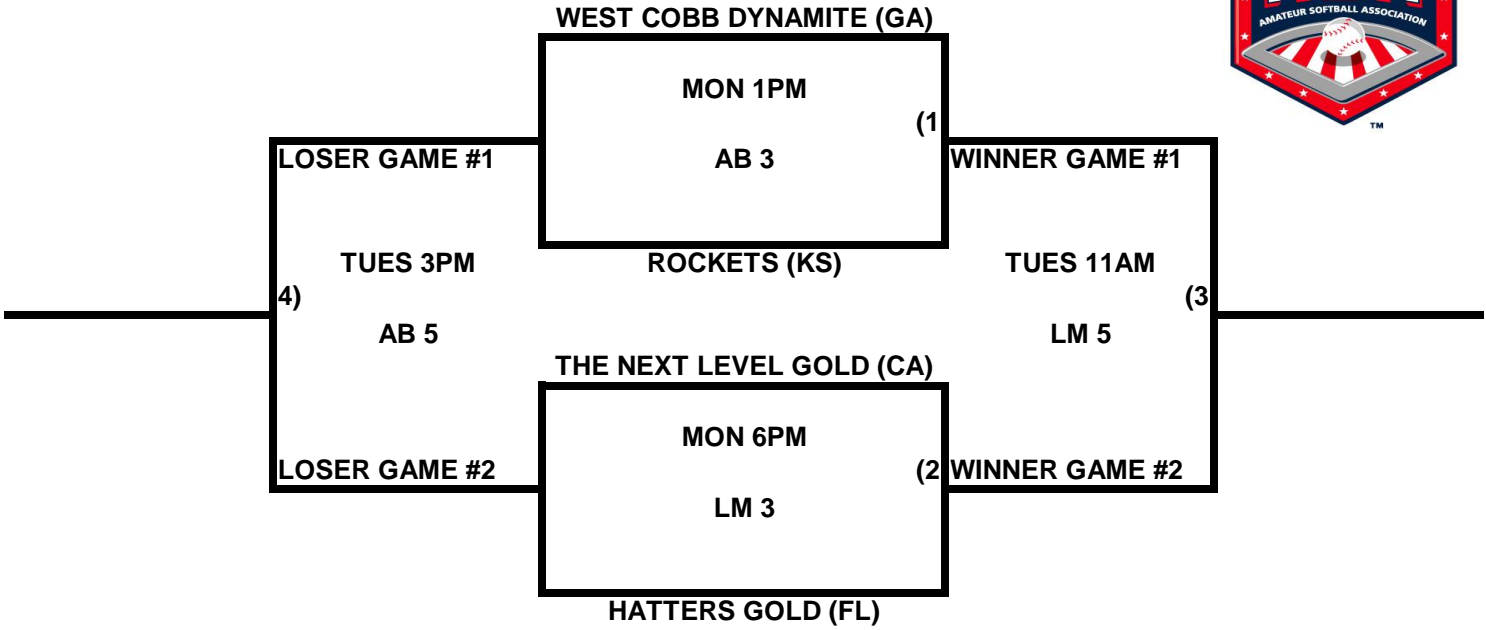 WEST COBB DYNAMITE (GA)
AMATEUR SOFTBALL ASSOCIATION
TM
MON 1PM
(1
LOSER GAME #1
AB 3
WINNER GAME #1
TUES 3PM
ROCKETS (KS)
TUES 11AM
4)
(3
AB 5
LM 5
THE NEXT LEVEL GOLD (CA)
MON 6PM
LOSER GAME #2
(2
WINNER GAME #2
LM 3
HATTERS GOLD (FL)